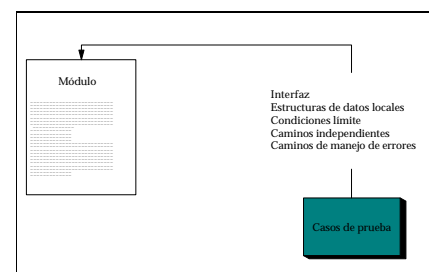 Módulo
Interfaz
Estructuras de datos locales
Condiciones límite
Caminos independientes
Caminos de manejo de errores
Casos de prueba